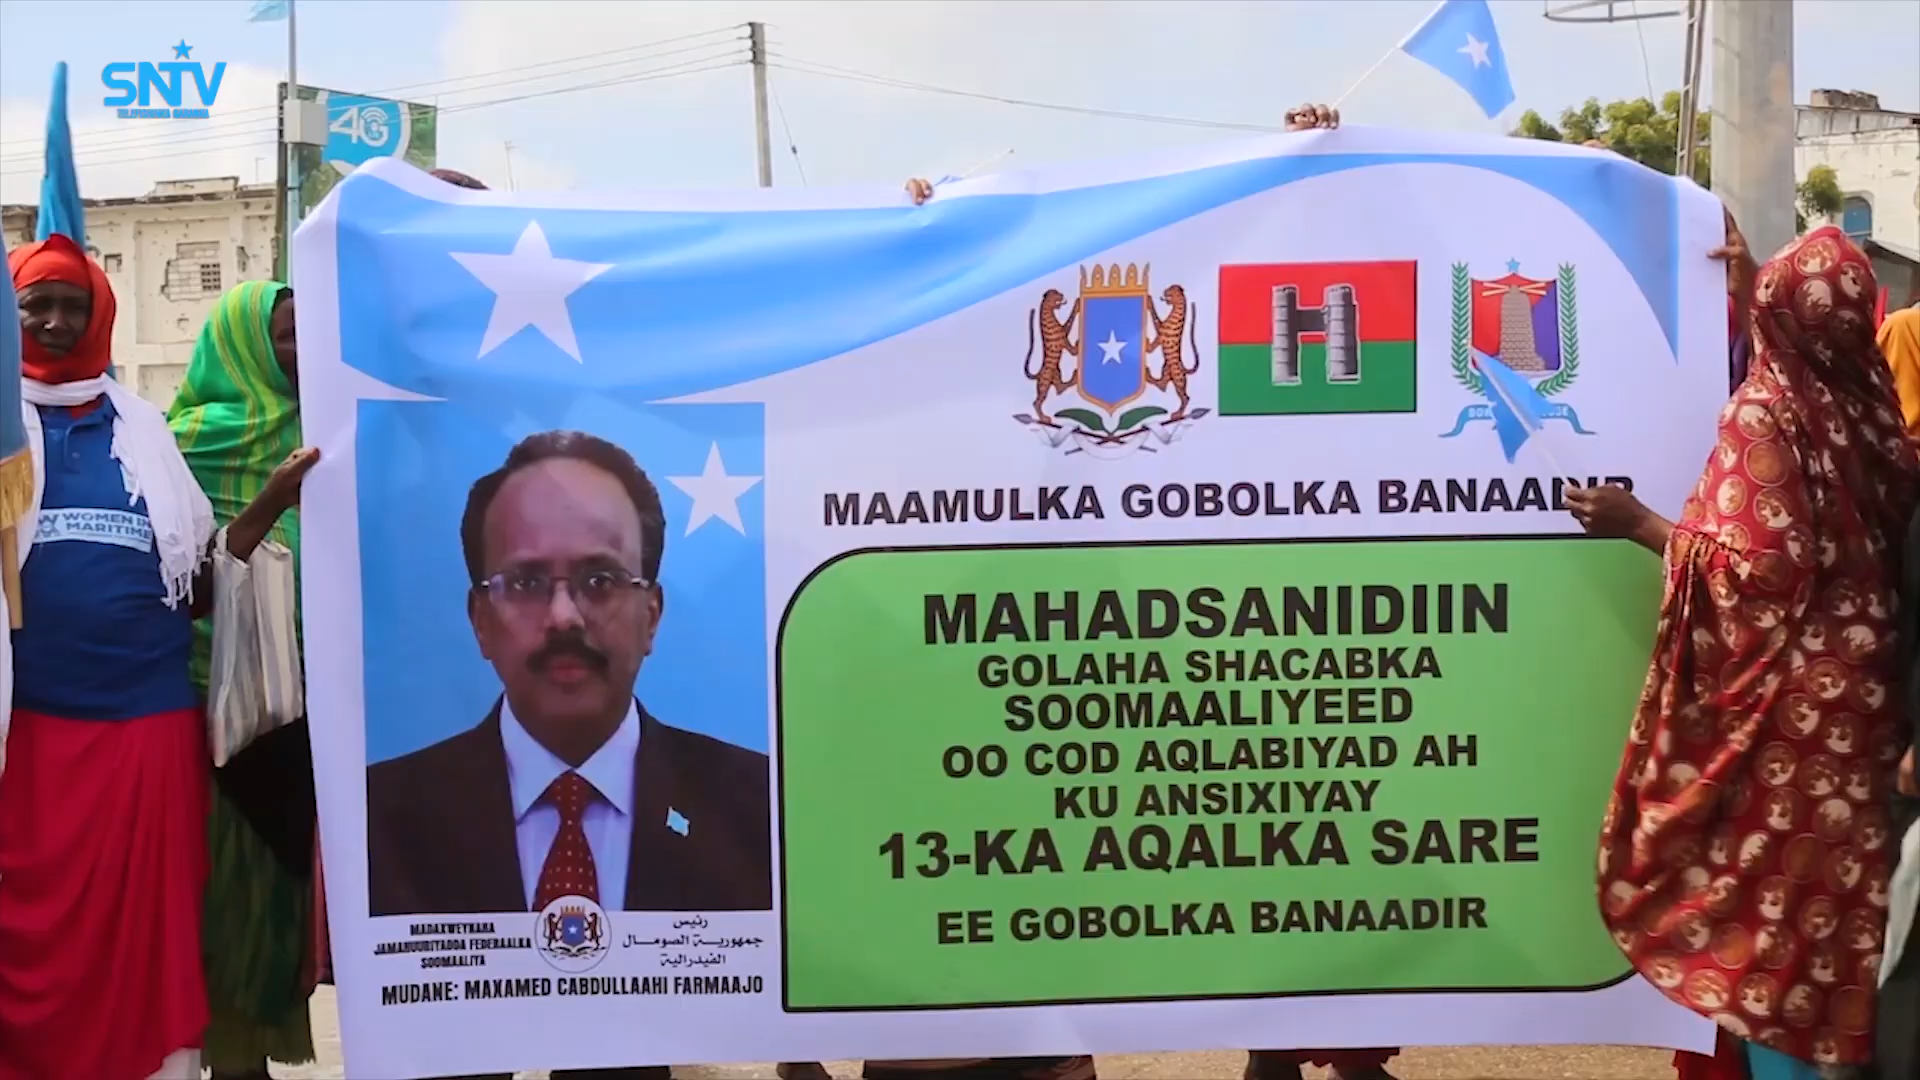 SNTV
4G
WOMEN IN
MARITIME
MAAMULKA GOBOLKA BANAADIR
MAHADSANIDIIN
GOLAHA SHACABKA
SOOMAALIYEED
OO COD AQLABIYAD AH
KU ANSIXIYAY
13-KA AQALKA SARE
EE GOBOLKA BANAADIR
MADAXWEYNAHA
JAMAHUURIYADDA FEDERAALKA
SOOMAALIYA
رئيس
جمهورية الصومال
الفيدرالية
MUDANE: MAXAMED CABDULLAAHI FARMAAJO